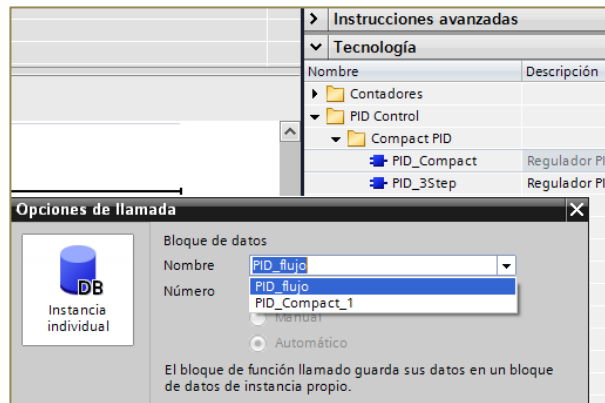 Instrucciones avanzadas
Tecnología
Nombre Descripción
Contadores
PID Control
Compact PID
PID_Compact Regulador PI
PID_3Step Regulador PI
Opciones de llamada
Bloque de datos
Nombre PID_flujo
Número PID_flujo
PID_Compact_1
Manual
Automático
DB
Instancia
individual
El bloque de función llamado guarda sus datos en un bloque
de datos de instancia propio.